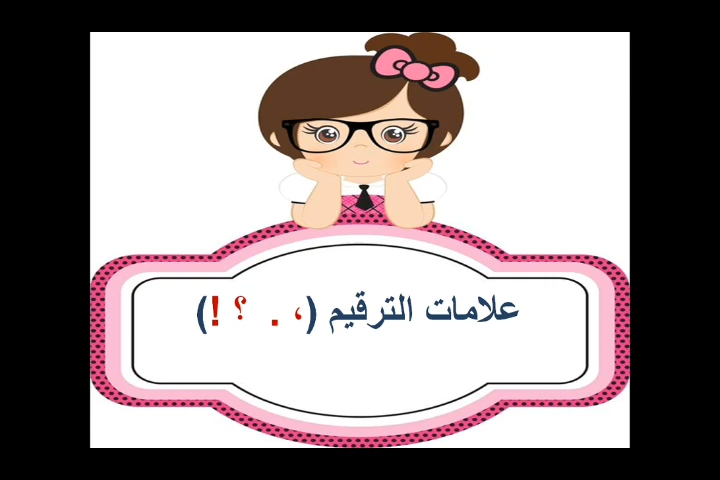 علامات الترقيم (، . ؟ !)